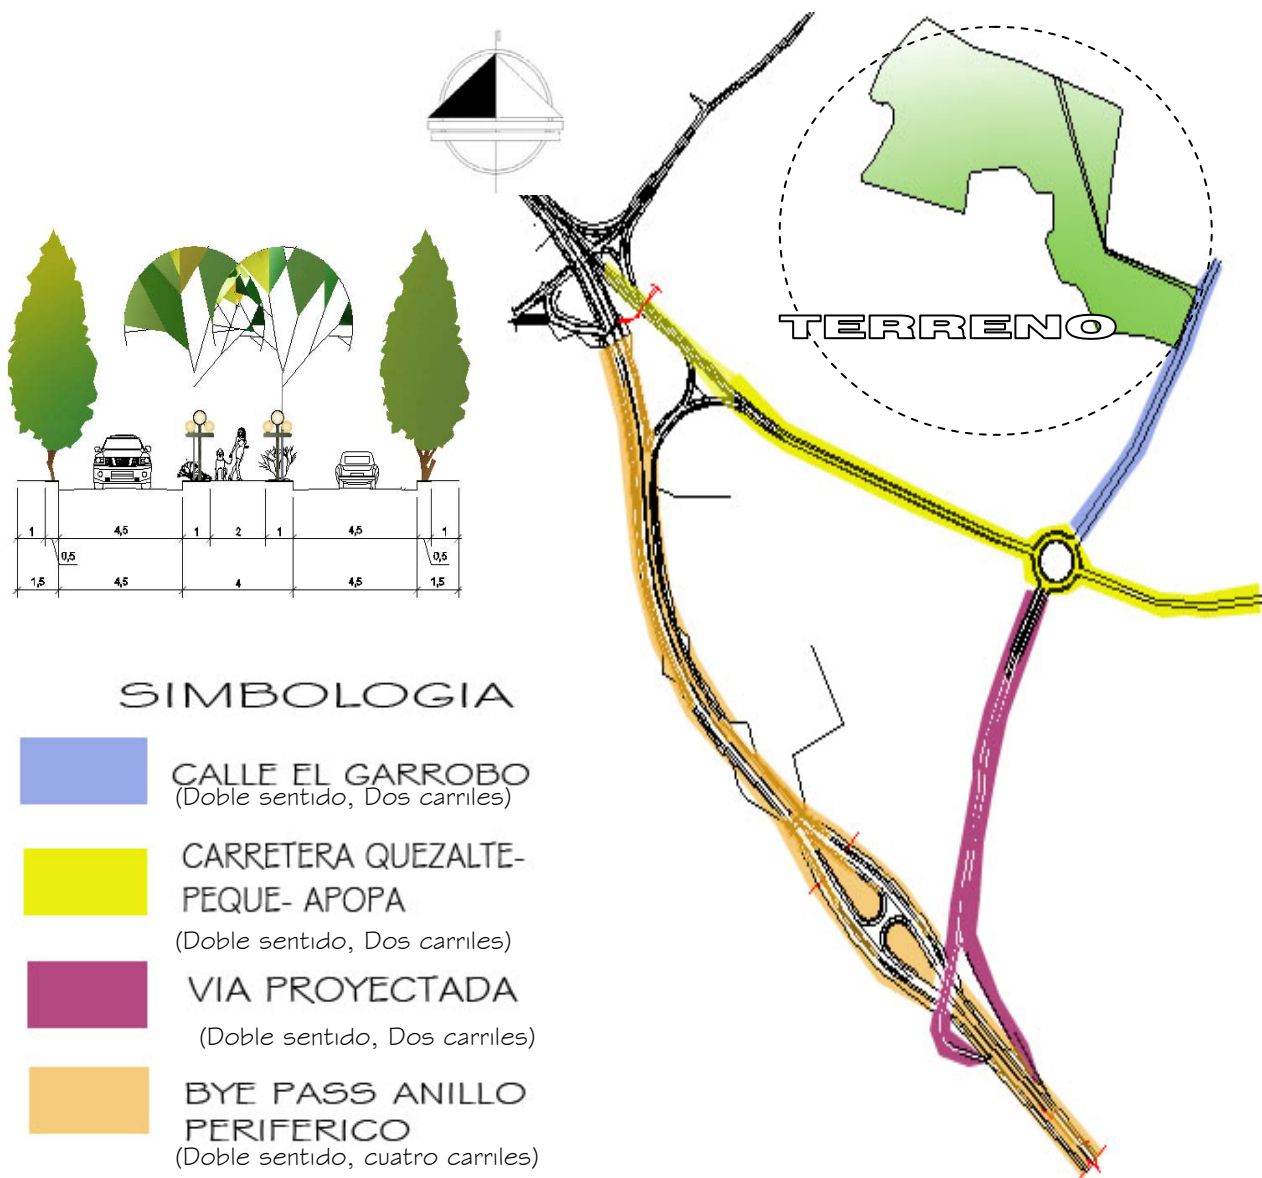 TERRENO
1 4,5 1 2 1 4,5 1
0,5 0,5
1,5 4,5 4 4,5 1,5
SIMBOLOGIA
CALLE EL GARROBO
(Doble sentido, Dos carriles)
CARRETERA QUEZALTE-
PEQUE- APOPA
(Doble sentido, Dos carriles)
VIA PROYECTADA
(Doble sentido, Dos carriles)
BYE PASS ANILLO
PERIFERICO
(Doble sentido, cuatro carriles)